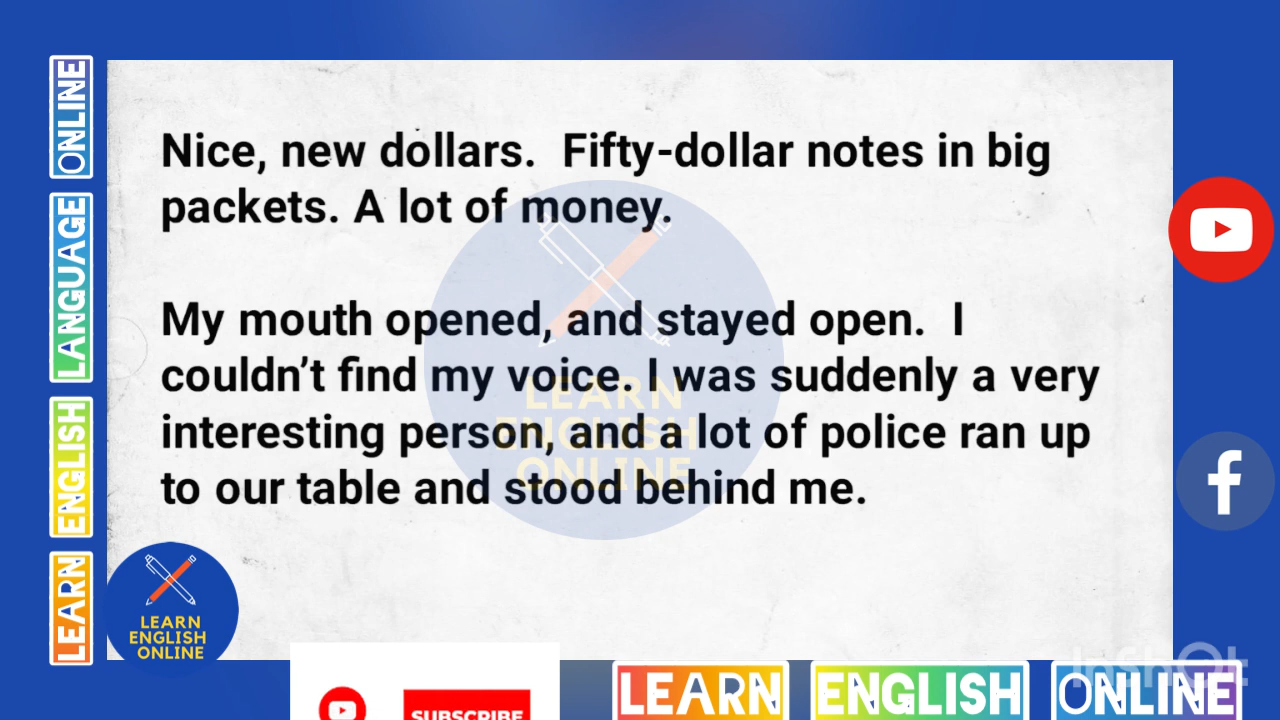 Nice, new dollars. Fifty-dollar notes in big
packets. A lot of money.
My mouth opened, and stayed open. I
couldn't find my voice. I was suddenly a very
interesting person, and a lot of police ran up
to our table and stood behind me.
LEARN
ENGLISH
ONLINE
LEARN ENGLISH LANGUAGE ONLINE
LEARN
ENGLISH
ONLINE
SUBSCRIBE
LEARN ENGLISH ONLINE
InShOt